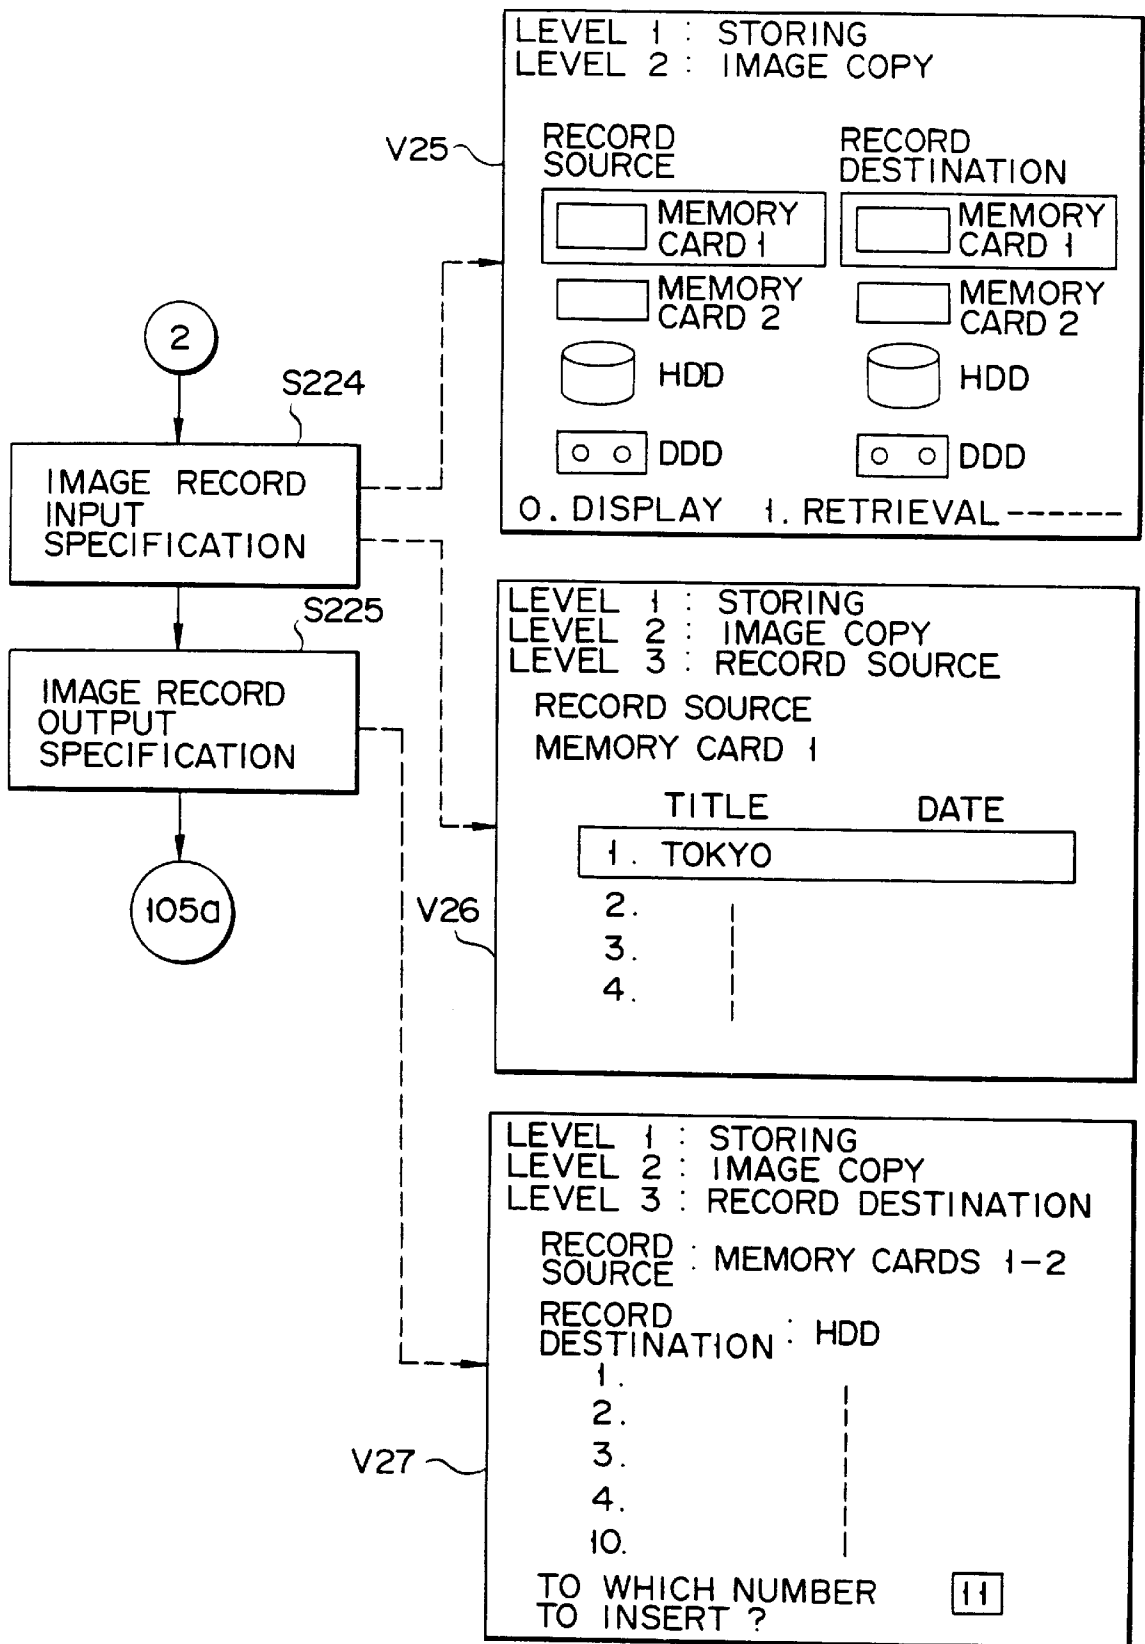 2
S224
IMAGE RECORD
INPUT
SPECIFICATION
S225
IMAGE RECORD
OUTPUT
SPECIFICATION
105a
V25
LEVEL 1 : STORING
LEVEL 2 : IMAGE COPY
RECORD
SOURCE
RECORD
DESTINATION
MEMORY
CARD 1
MEMORY
CARD 1
MEMORY
CARD 2
MEMORY
CARD 2
HDD
HDD
DDD
DDD
0. DISPLAY 1. RETRIEVAL ------
V26
LEVEL 1 : STORING
LEVEL 2 : IMAGE COPY
LEVEL 3 : RECORD SOURCE
RECORD SOURCE
MEMORY CARD 1
TITLE DATE
1. TOKYO
2.
3.
4.
V27
LEVEL 1 : STORING
LEVEL 2 : IMAGE COPY
LEVEL 3 : RECORD DESTINATION
RECORD
SOURCE : MEMORY CARDS 1-2
RECORD
DESTINATION : HDD
1.
2.
3.
4.
10.
TO WHICH NUMBER 11
TO INSERT ?